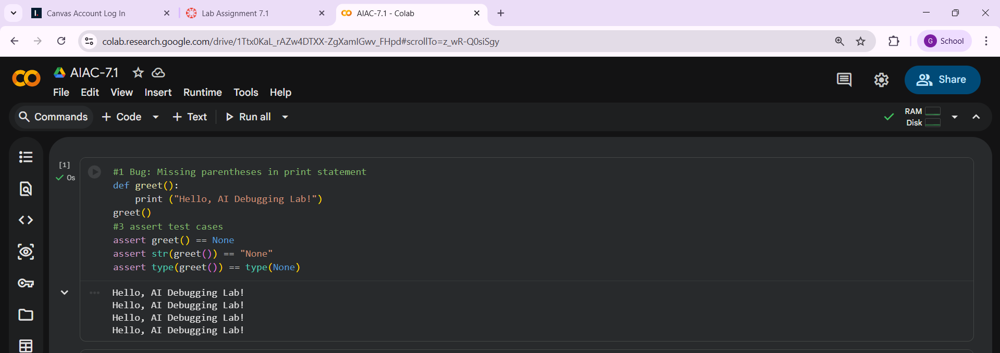 Canvas Account Log In
Lab Assignment 7.1
AIAC-7.1 - Colab
colab.research.google.com/drive/1Ttx0KaL_rAZw4DTXX-ZgXamIGwv_FHpd#scrollTo=z_wR-Q0siSgy
G School
AIAC-7.1
Share
File Edit View Insert Runtime Tools Help
Commands + Code + Text Run all
RAM
Disk
[1]
0s
#1 Bug: Missing parentheses in print statement
def greet():
    print ("Hello, AI Debugging Lab!")
greet()
#3 assert test cases
assert greet() == None
assert str(greet()) == "None"
assert type(greet()) == type(None)
Hello, AI Debugging Lab!
Hello, AI Debugging Lab!
Hello, AI Debugging Lab!
Hello, AI Debugging Lab!